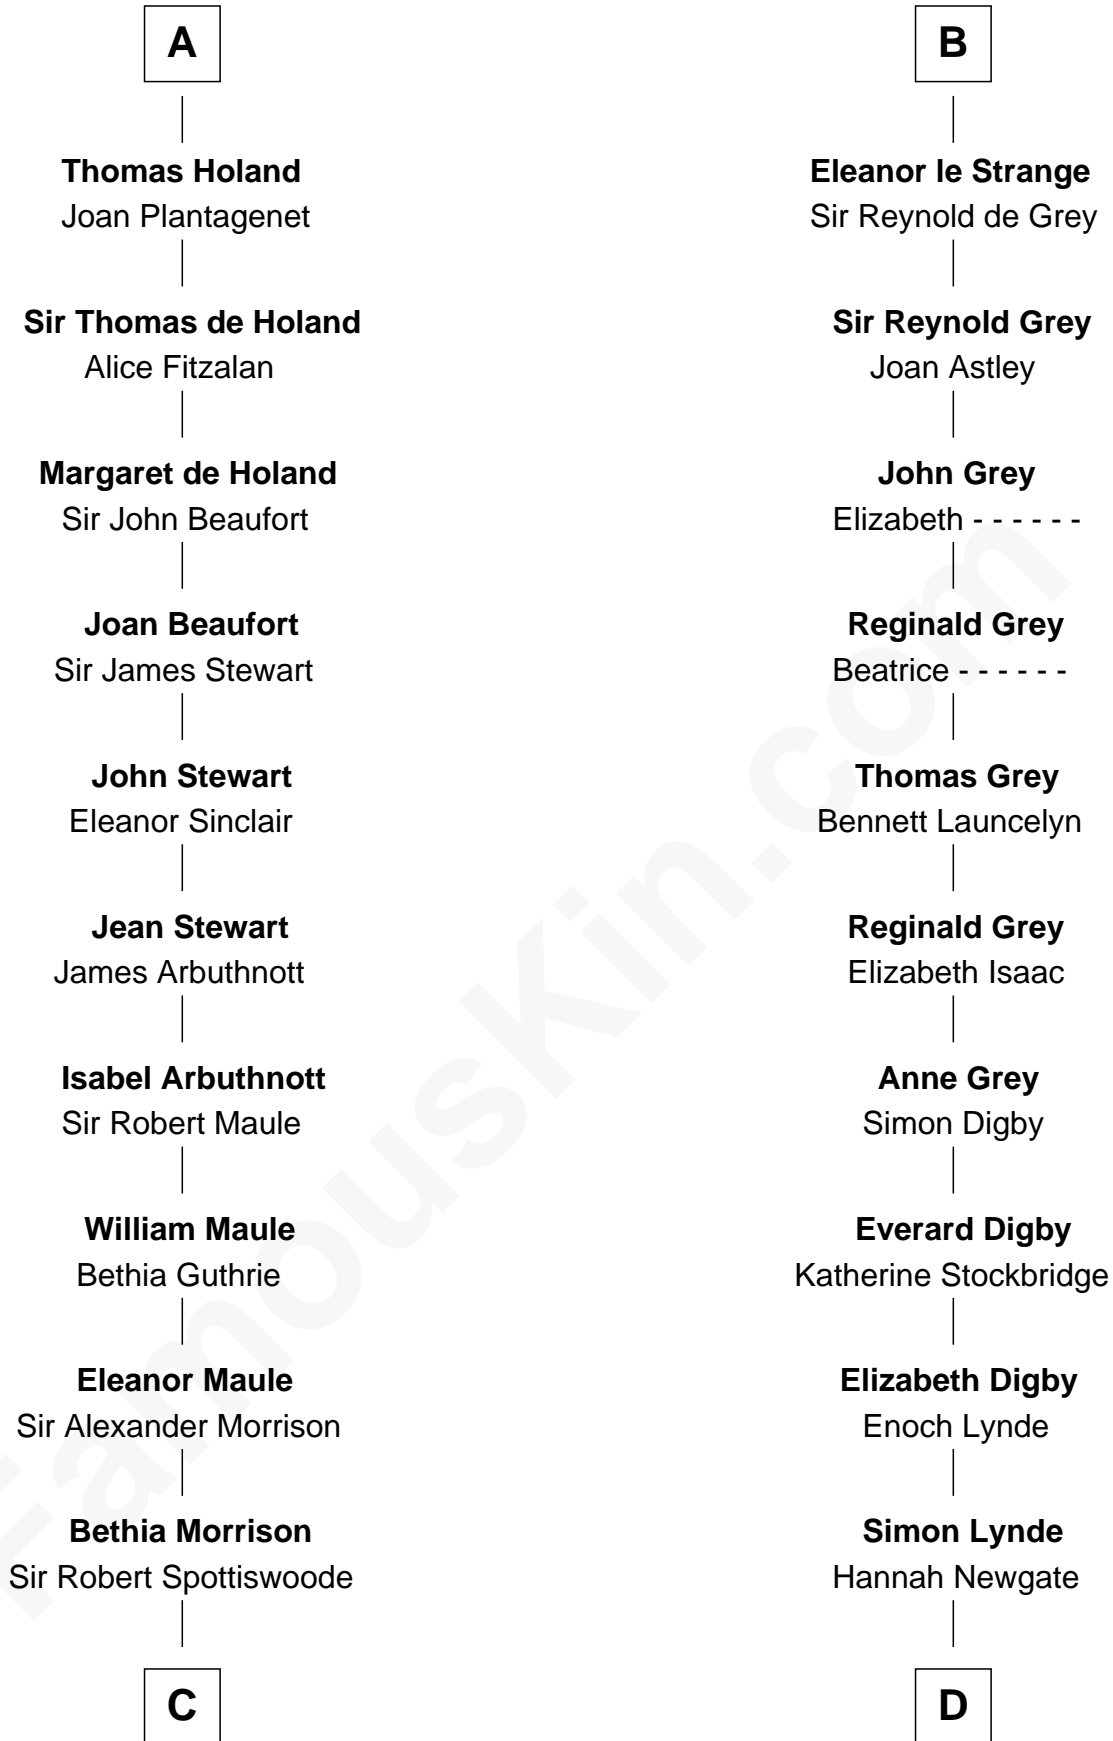 A
Thomas Holand
Joan Plantagenet
Sir Thomas de Holand
Alice Fitzalan
Margaret de Holand
Sir John Beaufort
Joan Beaufort
Sir James Stewart
John Stewart
Eleanor Sinclair
Jean Stewart
James Arbuthnott
Isabel Arbuthnott
Sir Robert Maule
William Maule
Bethia Guthrie
Eleanor Maule
Sir Alexander Morrison
Bethia Morrison
Sir Robert Spottiswoode
C
B
Eleanor le Strange
Sir Reynold de Grey
Sir Reynold Grey
Joan Astley
John Grey
Elizabeth - - - - - -
Reginald Grey
Beatrice - - - - - -
Thomas Grey
Bennett Launcelyn
Reginald Grey
Elizabeth Isaac
Anne Grey
Simon Digby
Everard Digby
Katherine Stockbridge
Elizabeth Digby
Enoch Lynde
Simon Lynde
Hannah Newgate
D
FamousKin.com